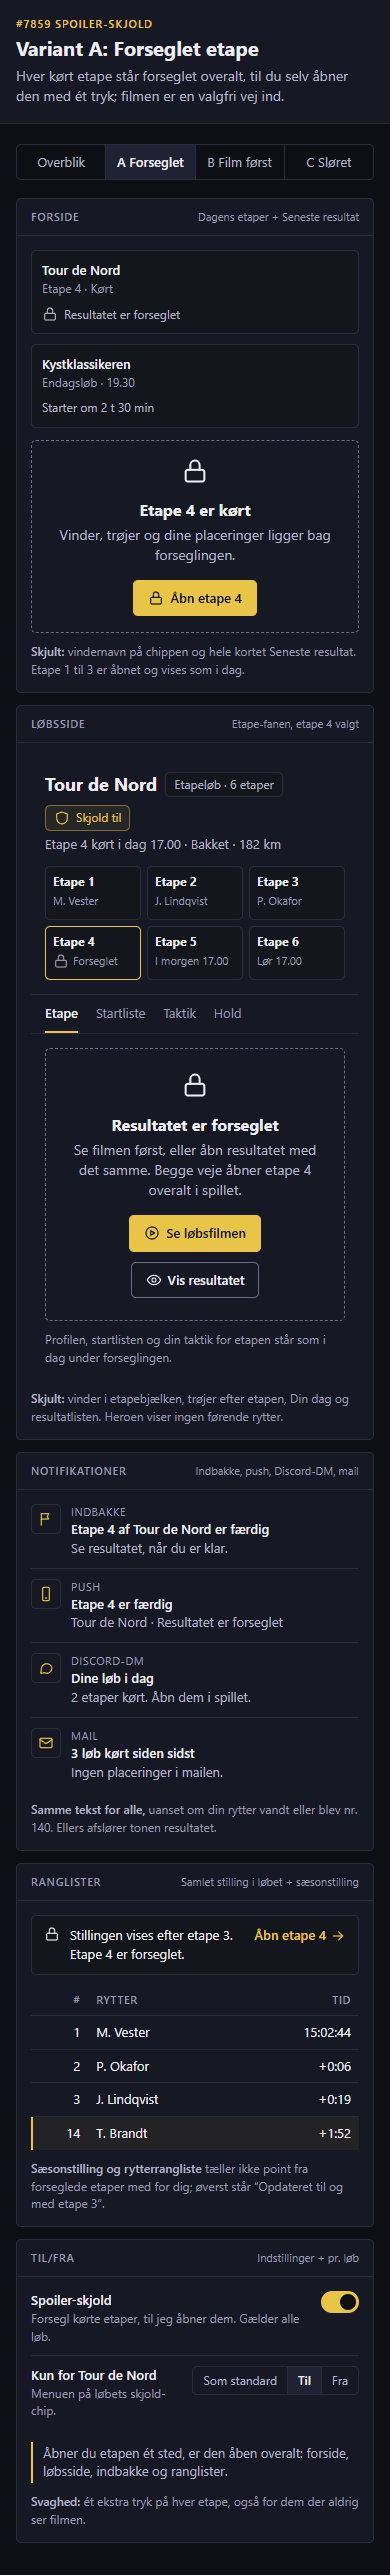 #7859 SPOILER-SKJOLD
Variant A: Forseglet etape
Hver kørt etape står forseglet overalt, til du selv åbner
den med ét tryk; filmen er en valgfri vej ind.
Overblik
A Forseglet
B Film først
C Sløret
FORSIDE
Dagens etaper + Seneste resultat
Tour de Nord
Etape 4 · Kørt
Resultatet er forseglet
Kystklassikeren
Endagsløb · 19.30
Starter om 2 t 30 min
Etape 4 er kørt
Vinder, trøjer og dine placeringer ligger bag
forseglingen.
Åbn etape 4
Skjult: vindernavn på chippen og hele kortet Seneste resultat.
Etape 1 til 3 er åbnet og vises som i dag.
LØBSSIDE
Etape-fanen, etape 4 valgt
Tour de Nord
Etapeløb · 6 etaper
Skjold til
Etape 4 kørt i dag 17.00 · Bakket · 182 km
Etape 1
M. Vester
Etape 2
J. Lindqvist
Etape 3
P. Okafor
Etape 4
Forseglet
Etape 5
I morgen 17.00
Etape 6
Lør 17.00
Etape
Startliste
Taktik
Hold
Resultatet er forseglet
Se filmen først, eller åbn resultatet med
det samme. Begge veje åbner etape 4
overalt i spillet.
Se løbsfilmen
Vis resultatet
Profilen, startlisten og din taktik for etapen står som i
dag under forseglingen.
Skjult: vinder i etapebjælken, trøjer efter etapen, Din dag og
resultatlisten. Heroen viser ingen førende rytter.
NOTIFIKATIONER
Indbakke, push, Discord-DM, mail
INDBAKKE
Etape 4 af Tour de Nord er færdig
Se resultatet, når du er klar.
PUSH
Etape 4 er færdig
Tour de Nord · Resultatet er forseglet
DISCORD-DM
Dine løb i dag
2 etaper kørt. Åbn dem i spillet.
MAIL
3 løb kørt siden sidst
Ingen placeringer i mailen.
Samme tekst for alle, uanset om din rytter vandt eller blev nr.
140. Ellers afslører tonen resultatet.
RANGLISTER
Samlet stilling i løbet + sæsonstilling
Stillingen vises efter etape 3.
Etape 4 er forseglet.
Åbn etape 4 →
# RYTTER TID
1 M. Vester 15:02:44
2 P. Okafor +0:06
3 J. Lindqvist +0:19
14 T. Brandt +1:52
Sæsonstilling og rytterrangliste tæller ikke point fra
forseglede etaper med for dig; øverst står “Opdateret til og
med etape 3”.
TIL/FRA
Indstillinger + pr. løb
Spoiler-skjold
Forsegl kørte etaper, til jeg åbner dem. Gælder alle
løb.
Kun for Tour de Nord
Menuen på løbets skjold-
chip.
Som standard
Til
Fra
Åbner du etapen ét sted, er den åben overalt: forside,
løbsside, indbakke og ranglister.
Svaghed: ét ekstra tryk på hver etape, også for dem der aldrig
ser filmen.